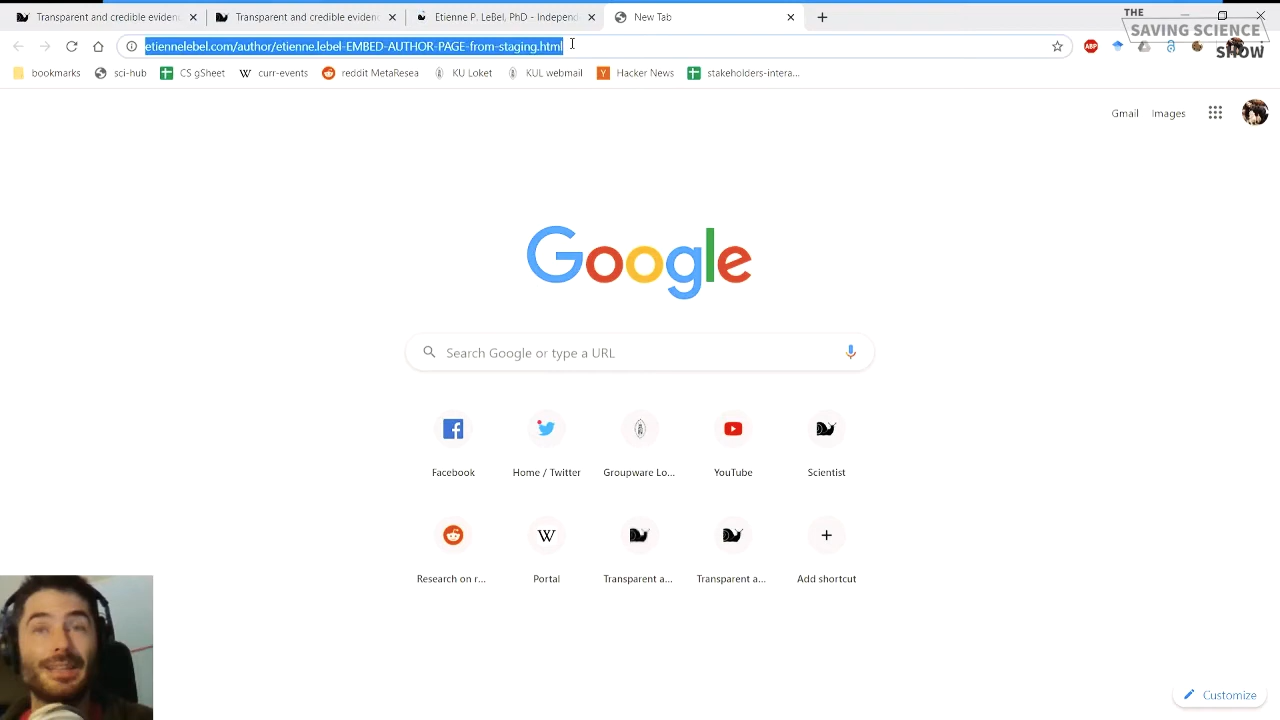 Transparent and credible eviden
Transparent and credible eviden
Etienne P. LeBel, PhD - Independ
New Tab
THE
SAVING SCIENCE
SHOW
etiennelebel.com/author/etienne.lebel-EMBED-AUTHOR-PAGE-from-staging.html
ABP
bookmarks
sci-hub
CS gSheet
W
curr-events
reddit MetaResea
KU Loket
KUL webmail
Y
Hacker News
stakeholders-intera...
Gmail
Images
Google
Search Google or type a URL
Facebook
Home / Twitter
Groupware Lo...
YouTube
Scientist
W
Research on r...
Portal
Transparent a...
Transparent a...
Add shortcut
Customize